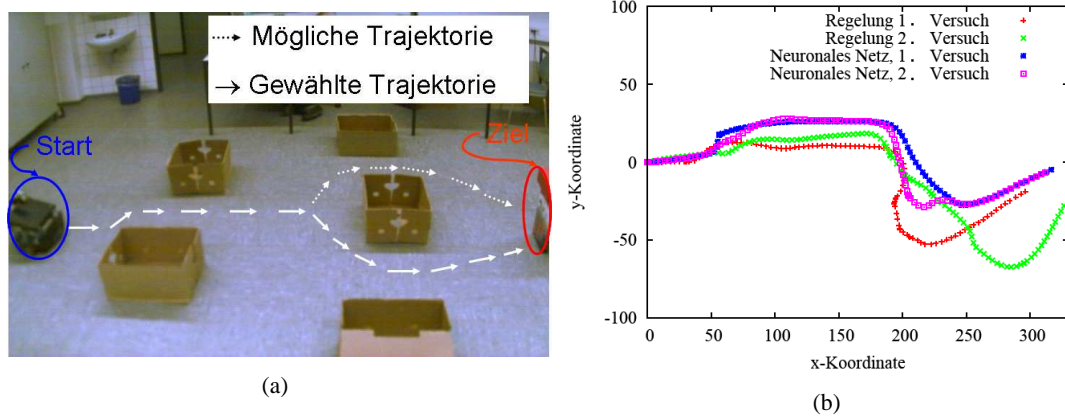 Mögliche Trajektorie
Gewählte Trajektorie
Start
Ziel
(a)
100
50
0
-50
-100
y-Koordinate
Regelung 1. Versuch
Regelung 2. Versuch
Neuronales Netz, 1. Versuch
Neuronales Netz, 2. Versuch
0 50 100 150 200 250 300
x-Koordinate
(b)